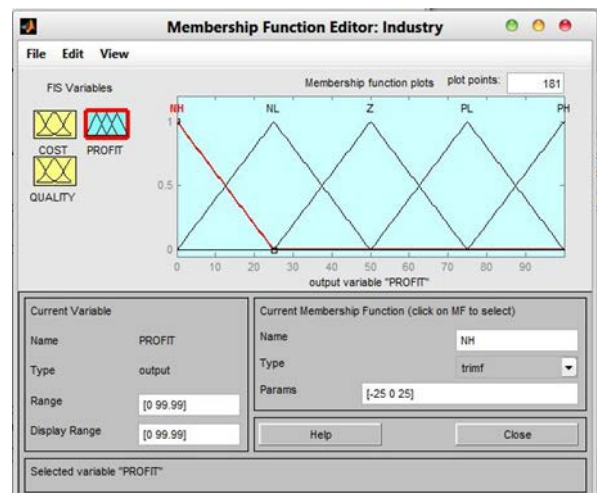 Membership Function Editor: Industry
File Edit View
FIS Variables
COST
PROFIT
QUALITY
Membership function plots
plot points:
181
NH NL Z PL PH
1
0.5
0
0 10 20 30 40 50 60 70 80 90
output variable "PROFIT"
Current Variable
Name PROFIT
Type output
Range [0 99.99]
Display Range [0 99.99]
Current Membership Function (click on MF to select)
Name NH
Type trimf
Params [-25 0 25]
Help Close
Selected variable "PROFIT"